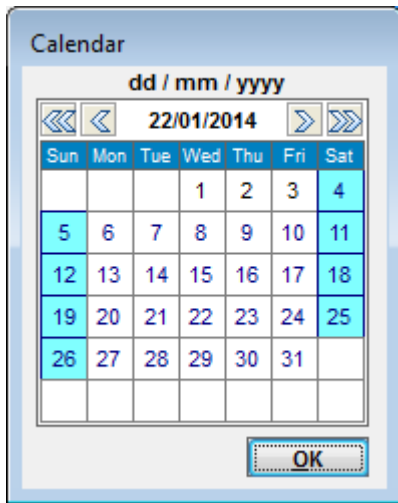 Calendar
dd / mm / yyyy
22/01/2014
Sun Mon Tue Wed Thu Fri Sat
1 2 3 4
5 6 7 8 9 10 11
12 13 14 15 16 17 18
19 20 21 22 23 24 25
26 27 28 29 30 31
OK